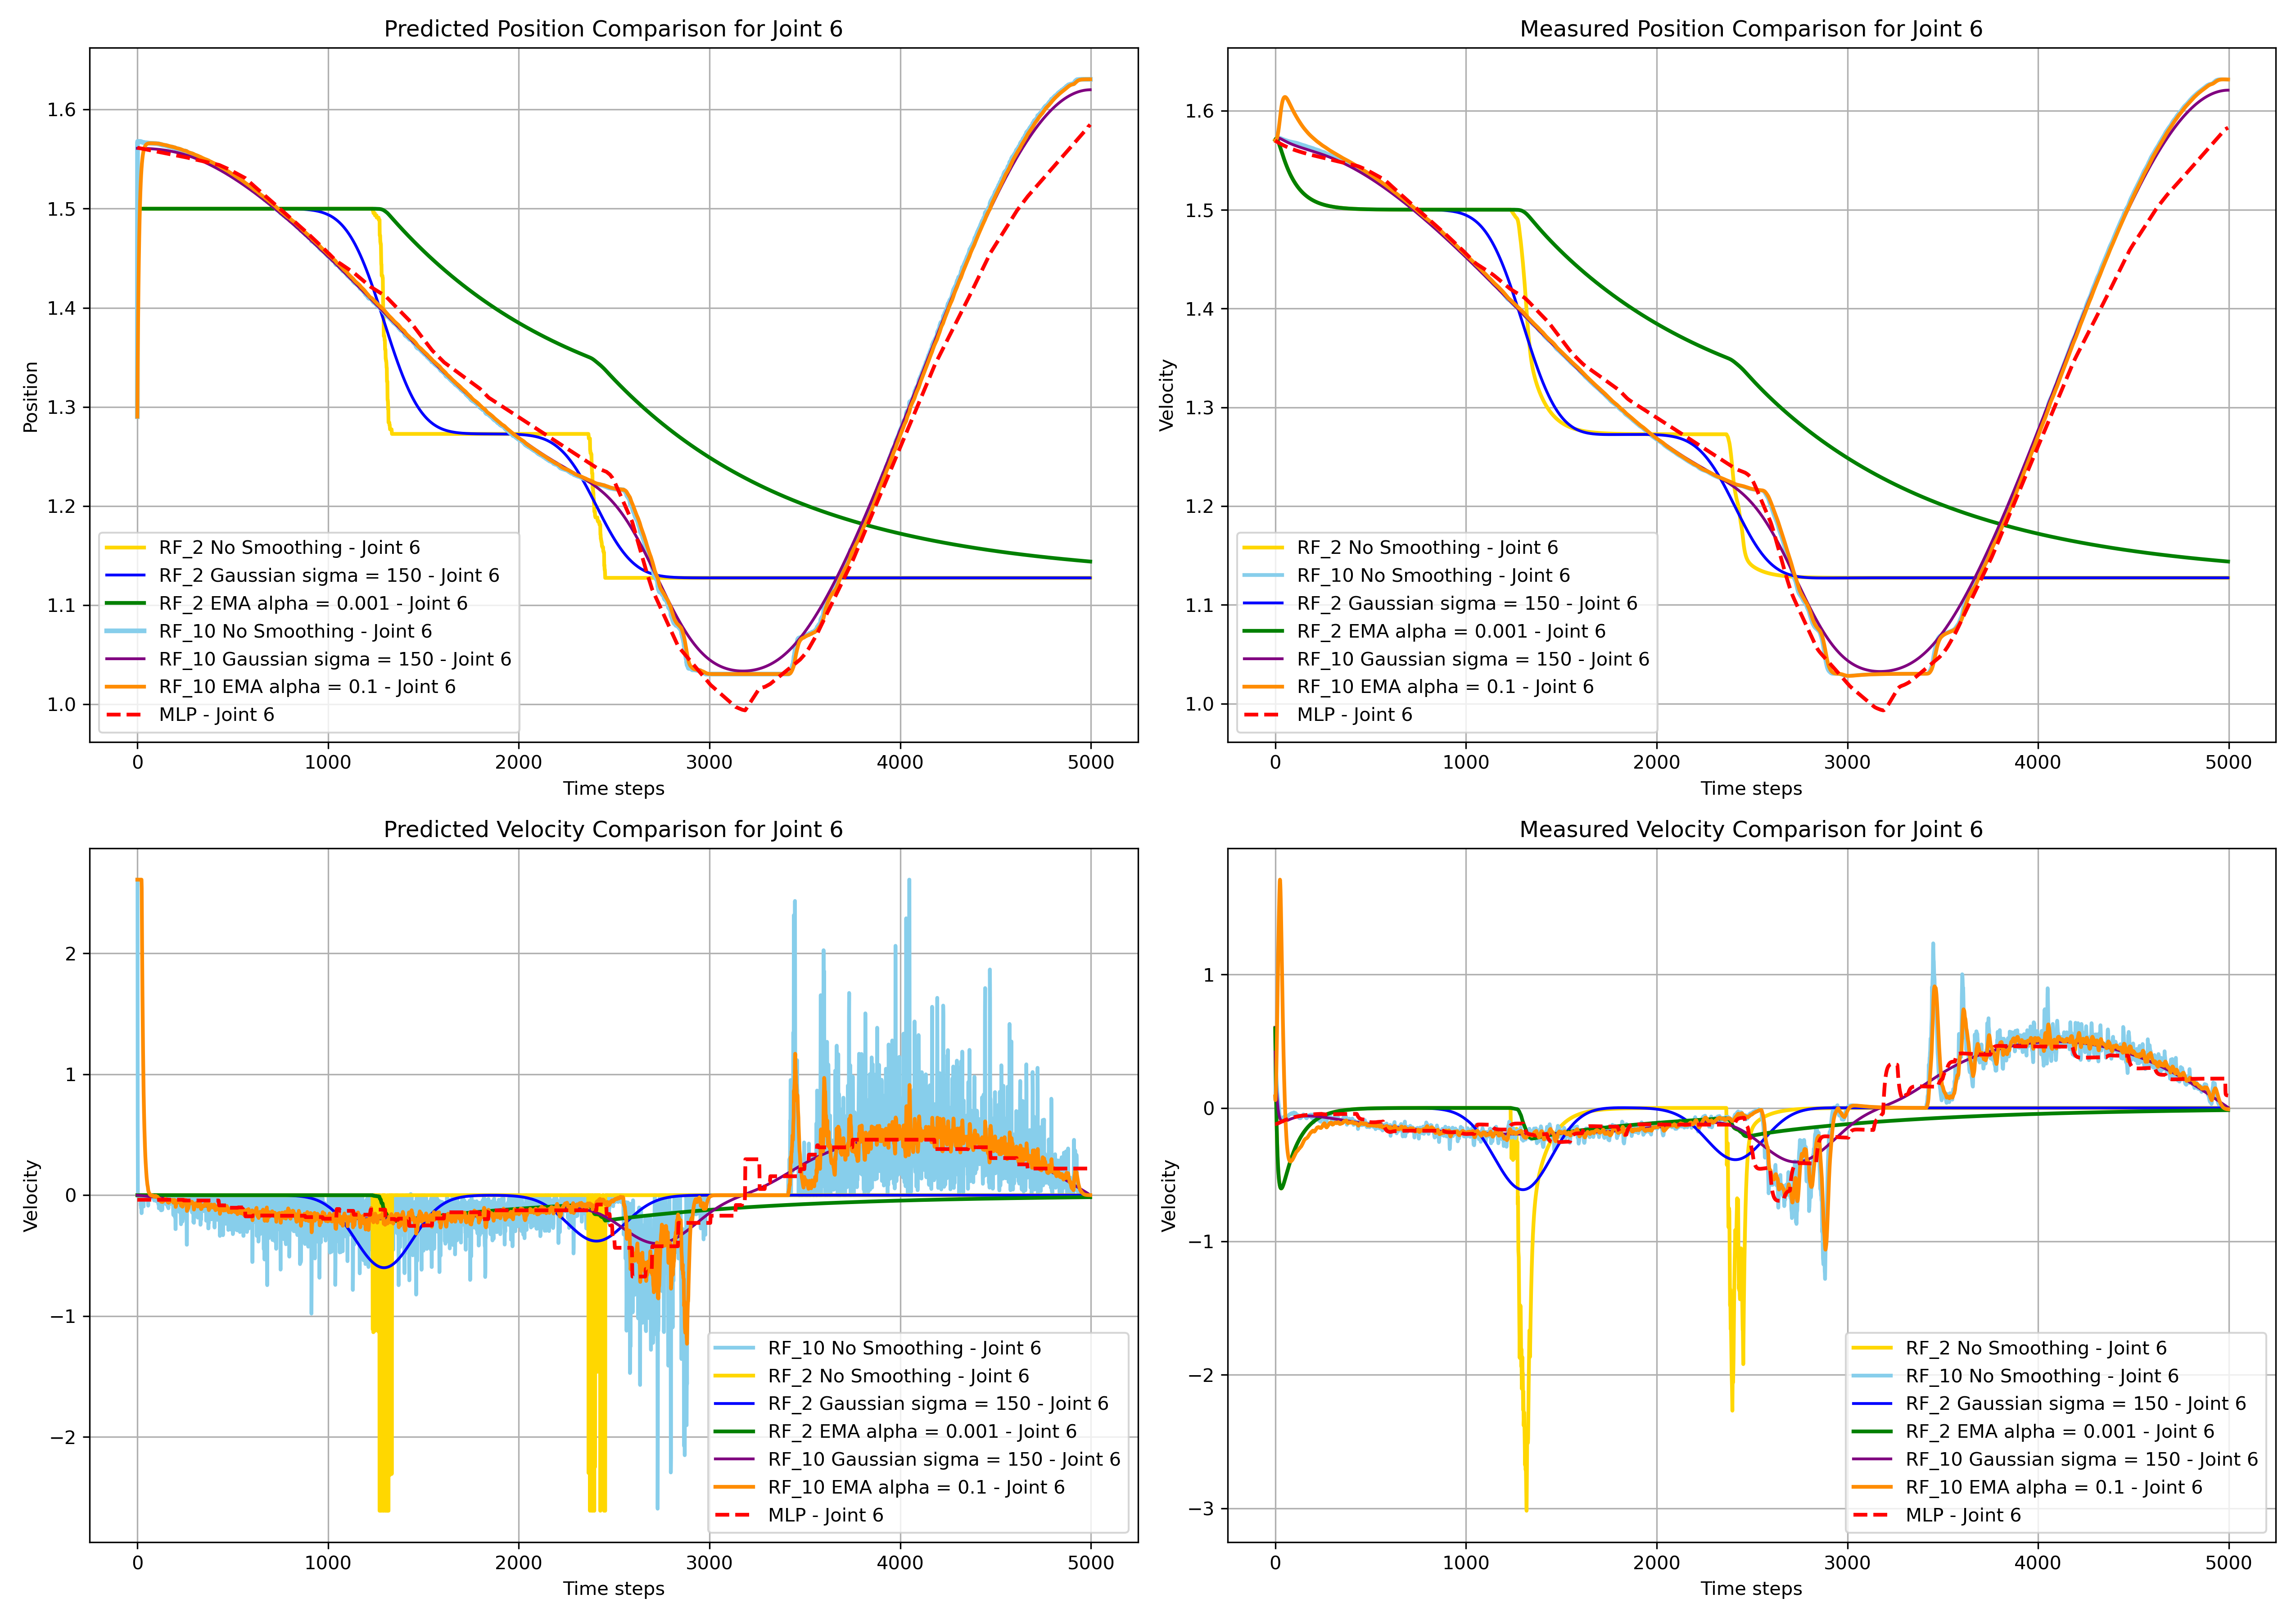 Predicted Position Comparison for Joint 6
Position
1.6
1.5
1.4
1.3
1.2
1.1
1.0
RF_2 No Smoothing - Joint 6
RF_2 Gaussian sigma = 150 - Joint 6
RF_2 EMA alpha = 0.001 - Joint 6
RF_10 No Smoothing - Joint 6
RF_10 Gaussian sigma = 150 - Joint 6
RF_10 EMA alpha = 0.1 - Joint 6
MLP - Joint 6
0 1000 2000 3000 4000 5000
Time steps
Measured Position Comparison for Joint 6
Velocity
1.6
1.5
1.4
1.3
1.2
1.1
1.0
RF_2 No Smoothing - Joint 6
RF_10 No Smoothing - Joint 6
RF_2 Gaussian sigma = 150 - Joint 6
RF_2 EMA alpha = 0.001 - Joint 6
RF_10 Gaussian sigma = 150 - Joint 6
RF_10 EMA alpha = 0.1 - Joint 6
MLP - Joint 6
0 1000 2000 3000 4000 5000
Time steps
Predicted Velocity Comparison for Joint 6
Velocity
2
1
0
−1
−2
RF_10 No Smoothing - Joint 6
RF_2 No Smoothing - Joint 6
RF_2 Gaussian sigma = 150 - Joint 6
RF_2 EMA alpha = 0.001 - Joint 6
RF_10 Gaussian sigma = 150 - Joint 6
RF_10 EMA alpha = 0.1 - Joint 6
MLP - Joint 6
0 1000 2000 3000 4000 5000
Time steps
Measured Velocity Comparison for Joint 6
Velocity
1
0
−1
−2
−3
RF_2 No Smoothing - Joint 6
RF_10 No Smoothing - Joint 6
RF_2 Gaussian sigma = 150 - Joint 6
RF_2 EMA alpha = 0.001 - Joint 6
RF_10 Gaussian sigma = 150 - Joint 6
RF_10 EMA alpha = 0.1 - Joint 6
MLP - Joint 6
0 1000 2000 3000 4000 5000
Time steps